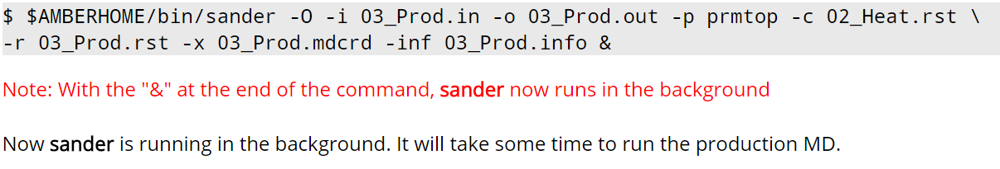 $ $AMBERHOME/bin/sander -O -i 03_Prod.in -o 03_Prod.out -p prmtop -c 02_Heat.rst \
-r 03_Prod.rst -x 03_Prod.mdcrd -inf 03_Prod.info &
Note: With the "&" at the end of the command, sander now runs in the background
Now sander is running in the background. It will take some time to run the production MD.